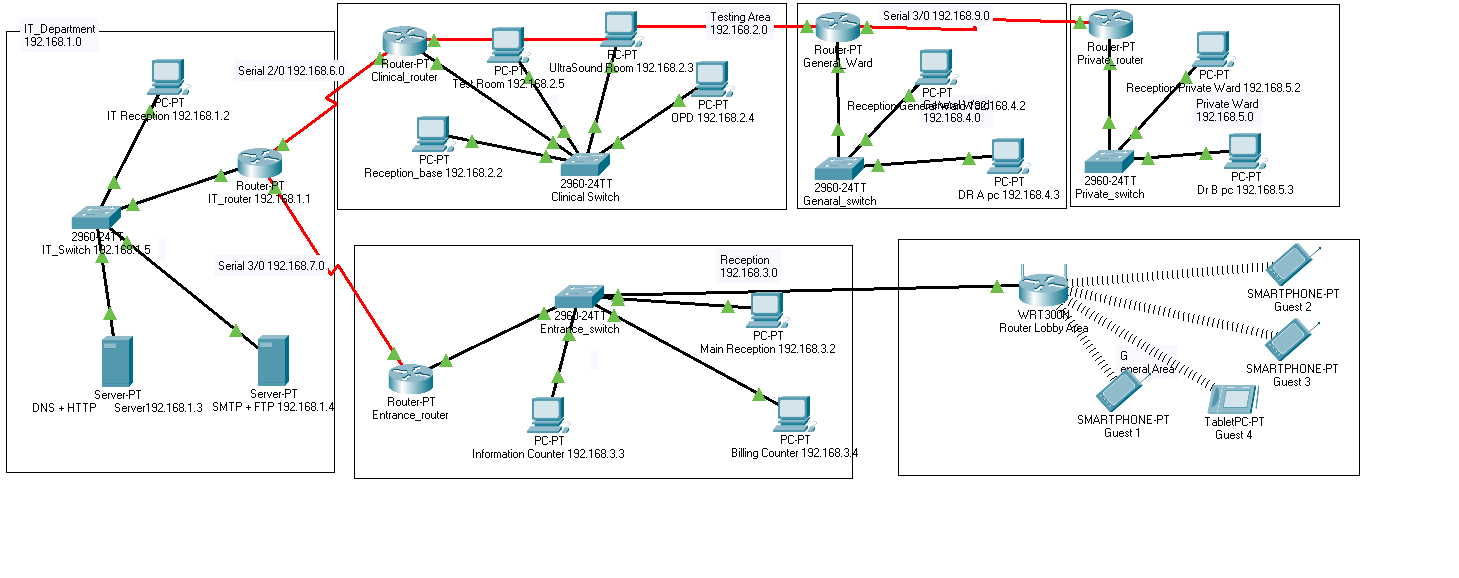 IT_Department
192.168.1.0
PC-PT
IT Reception 192.168.1.2
Router-PT
IT_router 192.168.1.1
2960-24TT
IT_Switch 192.168.1.5
Server-PT
DNS + HTTP Server192.168.1.3
Server-PT
SMTP + FTP 192.168.1.4
Serial 2/0 192.168.6.0
Serial 3/0 192.168.7.0
Testing Area
192.168.2.0
Router-PT
Clinical_router
PC-PT
Test Room 192.168.2.5
PC-PT
UltraSound Room 192.168.2.3
PC-PT
OPD 192.168.2.4
PC-PT
Reception_base 192.168.2.2
2960-24TT
Clinical Switch
Serial 3/0 192.168.9.0
Router-PT
General_Ward
PC-PT
Reception General Ward 192.168.4.2
192.168.4.0
2960-24TT
Genaral_switch
PC-PT
DR A pc 192.168.4.3
Router-PT
Private_router
PC-PT
Reception Private Ward 192.168.5.2
Private Ward
192.168.5.0
2960-24TT
Private_switch
PC-PT
Dr B pc 192.168.5.3
Reception
192.168.3.0
2960-24TT
Entrance_switch
PC-PT
Main Reception 192.168.3.2
Router-PT
Entrance_router
PC-PT
Information Counter 192.168.3.3
PC-PT
Billing Counter 192.168.3.4
WRT300N
Router Lobby Area
G
eneral Area
SMARTPHONE-PT
Guest 2
SMARTPHONE-PT
Guest 3
SMARTPHONE-PT
Guest 1
TabletPC-PT
Guest 4